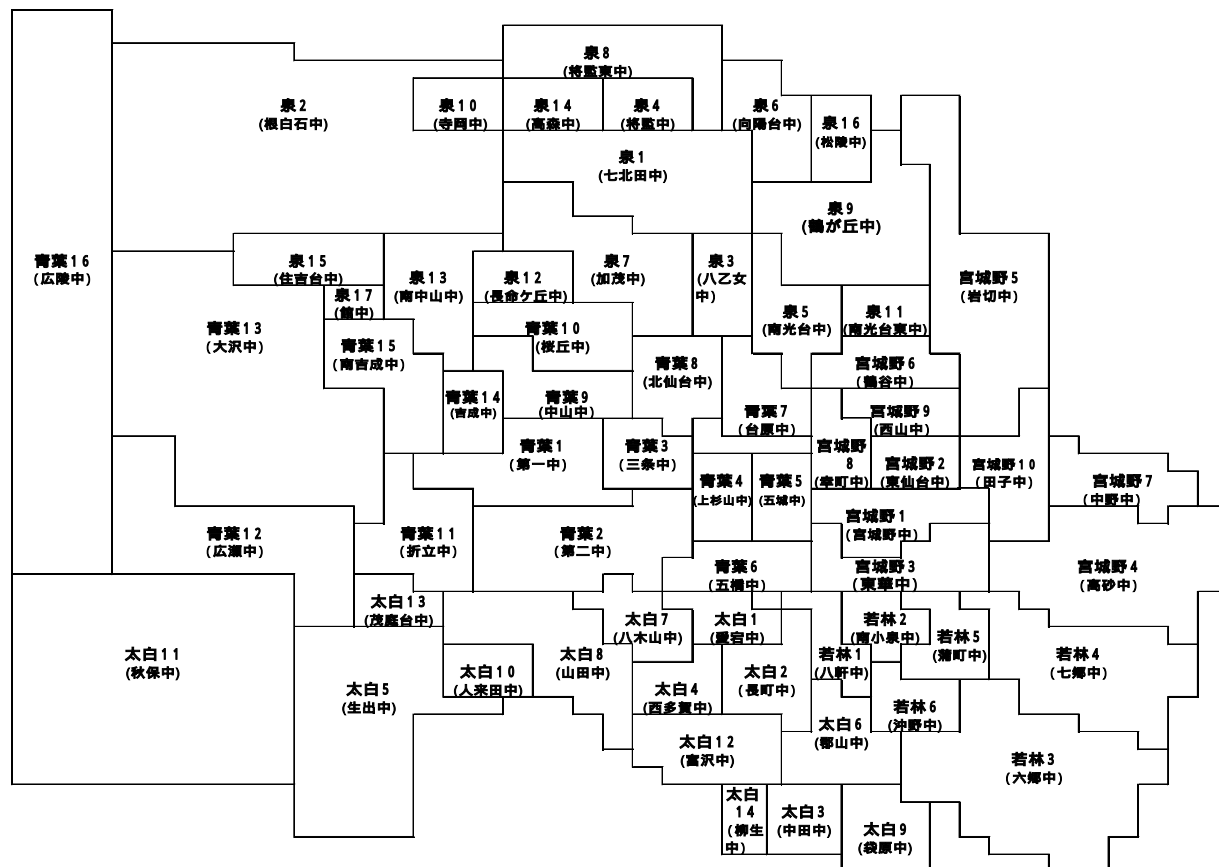 泉8
(将監東中)
泉2
(根白石中)
泉10
(寺岡中)
泉14
(高森中)
泉4
(将監中)
泉6
(向陽台中)
泉16
(松陵中)
泉1
(七北田中)
泉9
(鶴が丘中)
青葉16
(広陵中)
泉15
(住吉台中)
泉13
(南中山中)
泉12
(長命ケ丘中)
泉7
(加茂中)
泉3
(八乙女
中)
宮城野5
(岩切中)
泉17
(館中)
泉5
(南光台中)
泉11
(南光台東中)
青葉13
(大沢中)
青葉15
(南吉成中)
青葉10
(桜丘中)
青葉8
(北仙台中)
宮城野6
(鶴谷中)
青葉14
(吉成中)
青葉9
(中山中)
青葉7
(台原中)
宮城野9
(西山中)
青葉1
(第一中)
青葉3
(三条中)
宮城野
8
(幸町中)
宮城野2
(東仙台中)
宮城野10
(田子中)
宮城野7
(中野中)
青葉4
(上杉山中)
青葉5
(五城中)
青葉12
(広瀬中)
青葉11
(折立中)
青葉2
(第二中)
宮城野1
(宮城野中)
青葉6
(五橋中)
宮城野3
(東華中)
宮城野4
(高砂中)
太白13
(茂庭台中)
太白7
(八木山中)
太白1
(愛宕中)
若林2
(南小泉中)
若林5
(蒲町中)
太白11
(秋保中)
太白10
(人来田中)
太白8
(山田中)
太白2
(長町中)
若林1
(八軒中)
若林4
(七郷中)
太白5
(生出中)
太白4
(西多賀中)
太白6
(郡山中)
若林6
(沖野中)
太白12
(富沢中)
若林3
(六郷中)
太白
14
(柳生
中)
太白3
(中田中)
太白9
(袋原中)